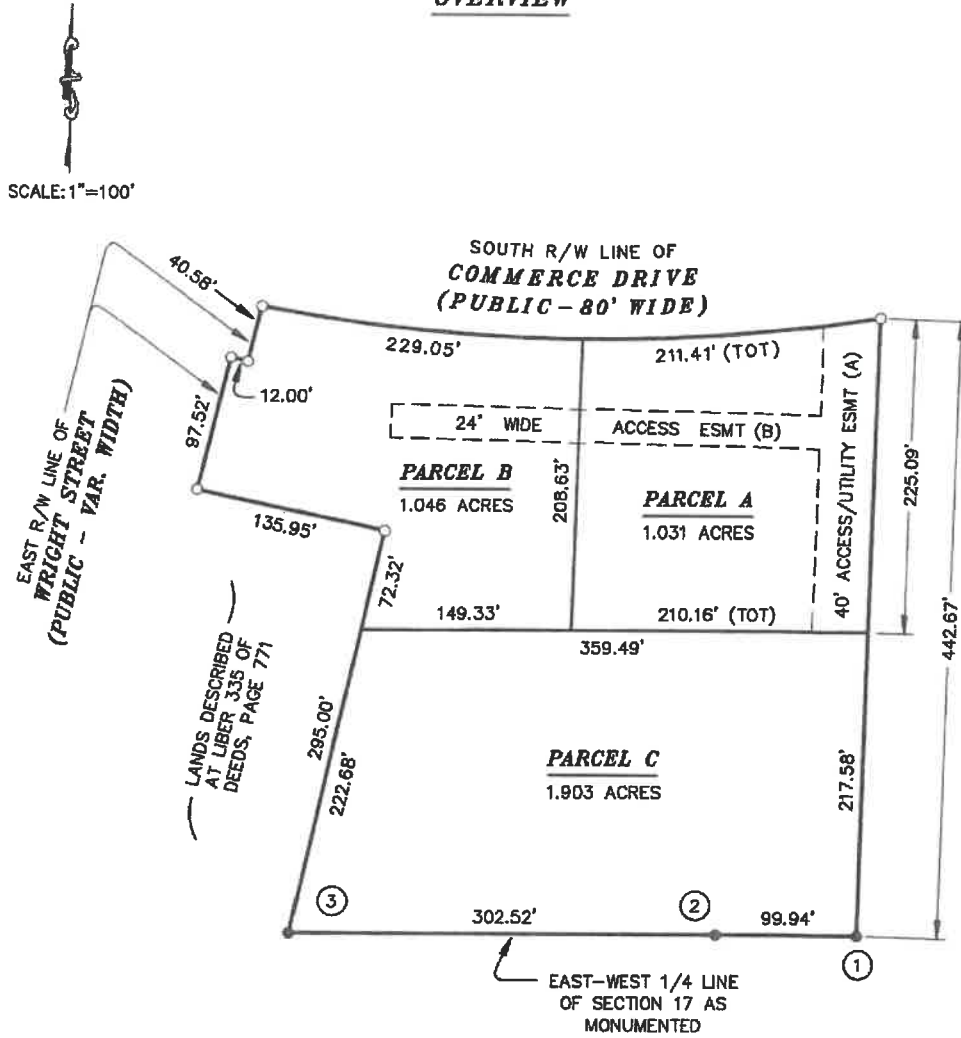 OVERVIEW
SCALE:1"=100'
SOUTH R/W LINE OF
COMMERCE DRIVE
(PUBLIC – 80' WIDE)
40.58'
229.05'
211.41' (TOT)
12.00'
97.52'
24' WIDE
ACCESS ESMT (B)
40' ACCESS/UTILITY ESMT (A)
225.09'
EAST R/W LINE OF
WRIGHT STREET
(PUBLIC – VAR. WIDTH)
PARCEL B
1.046 ACRES
208.63'
PARCEL A
1.031 ACRES
135.95'
72.32'
149.33'
210.16' (TOT)
359.49'
442.67'
LANDS DESCRIBED
AT LIBER 335 OF
DEEDS, PAGE 771
295.00'
222.68'
PARCEL C
1.903 ACRES
217.58'
3
302.52'
2
99.94'
1
EAST–WEST 1/4 LINE
OF SECTION 17 AS
MONUMENTED